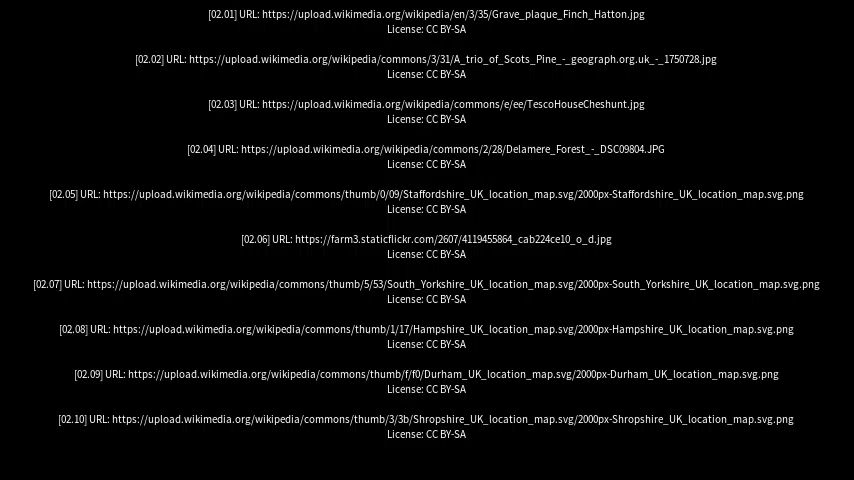 [02.01] URL: https://upload.wikimedia.org/wikipedia/en/3/35/Grave_plaque_Finch_Hatton.jpg
License: CC BY-SA
[02.02] URL: https://upload.wikimedia.org/wikipedia/commons/3/31/A_trio_of_Scots_Pine_-_geograph.org.uk_-_1750728.jpg
License: CC BY-SA
[02.03] URL: https://upload.wikimedia.org/wikipedia/commons/e/ee/TescoHouseCheshunt.jpg
License: CC BY-SA
[02.04] URL: https://upload.wikimedia.org/wikipedia/commons/2/28/Delamere_Forest_-_DSC09804.JPG
License: CC BY-SA
[02.05] URL: https://upload.wikimedia.org/wikipedia/commons/thumb/0/09/Staffordshire_UK_location_map.svg/2000px-Staffordshire_UK_location_map.svg.png
License: CC BY-SA
[02.06] URL: https://farm3.staticflickr.com/2607/4119455864_cab224ce10_o_d.jpg
License: CC BY-SA
[02.07] URL: https://upload.wikimedia.org/wikipedia/commons/thumb/5/53/South_Yorkshire_UK_location_map.svg/2000px-South_Yorkshire_UK_location_map.svg.png
License: CC BY-SA
[02.08] URL: https://upload.wikimedia.org/wikipedia/commons/thumb/1/17/Hampshire_UK_location_map.svg/2000px-Hampshire_UK_location_map.svg.png
License: CC BY-SA
[02.09] URL: https://upload.wikimedia.org/wikipedia/commons/thumb/f/f0/Durham_UK_location_map.svg/2000px-Durham_UK_location_map.svg.png
License: CC BY-SA
[02.10] URL: https://upload.wikimedia.org/wikipedia/commons/thumb/3/3b/Shropshire_UK_location_map.svg/2000px-Shropshire_UK_location_map.svg.png
License: CC BY-SA